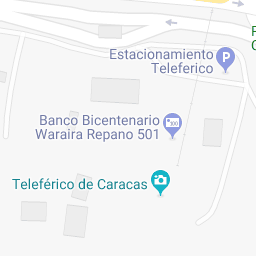 Estacionamiento
Teleferico
P
Banco Bicentenario
Waraira Repano 501
Teleférico de Caracas